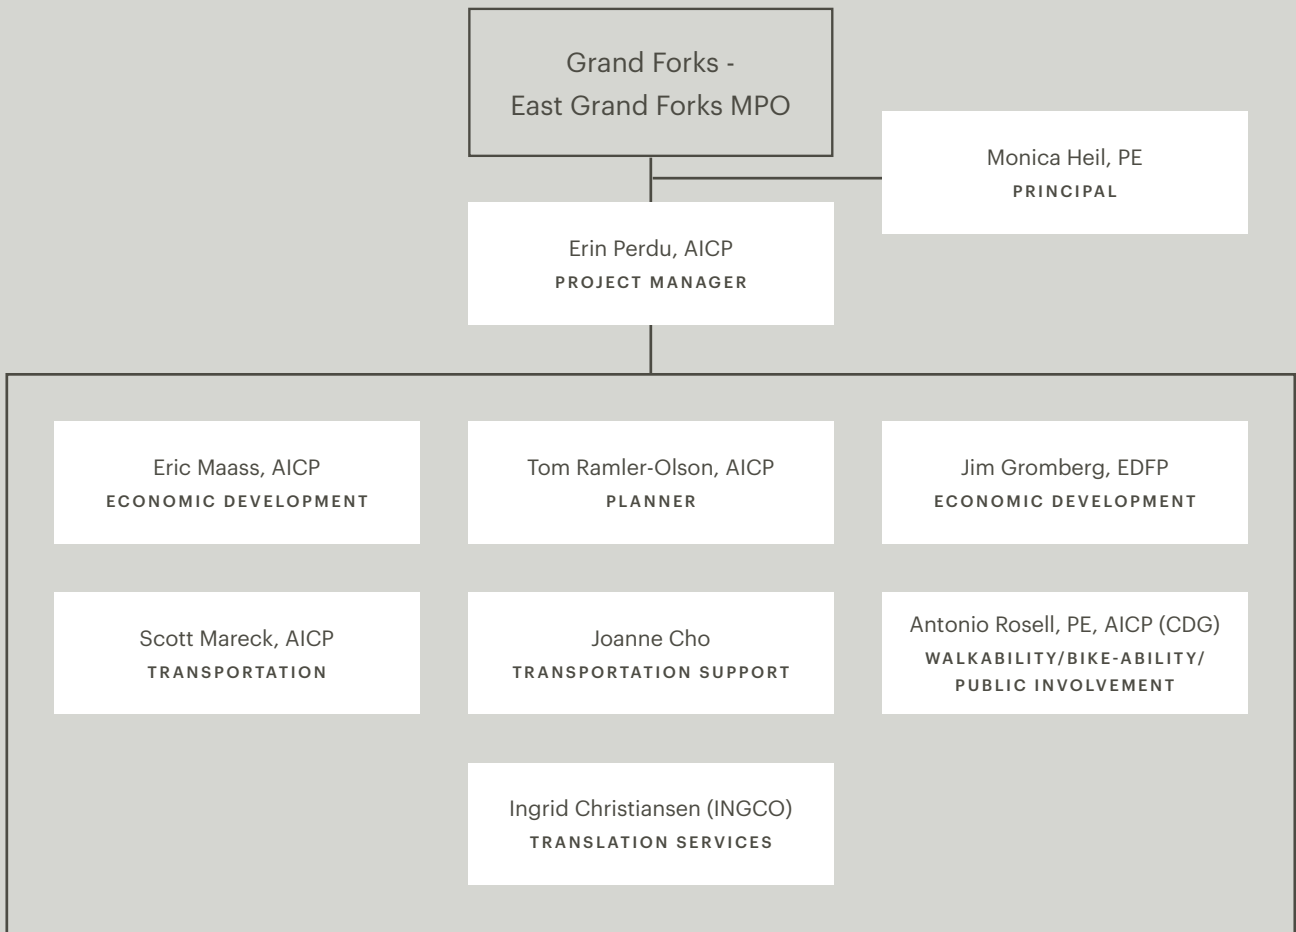 Grand Forks -
East Grand Forks MPO
Monica Heil, PE
PRINCIPAL
Erin Perdu, AICP
PROJECT MANAGER
Eric Maass, AICP
ECONOMIC DEVELOPMENT
Tom Ramler-Olson, AICP
PLANNER
Jim Gromberg, EDFP
ECONOMIC DEVELOPMENT
Scott Mareck, AICP
TRANSPORTATION
Joanne Cho
TRANSPORTATION SUPPORT
Antonio Rosell, PE, AICP (CDG)
WALKABILITY/BIKE-ABILITY/
PUBLIC INVOLVEMENT
Ingrid Christiansen (INGCO)
TRANSLATION SERVICES